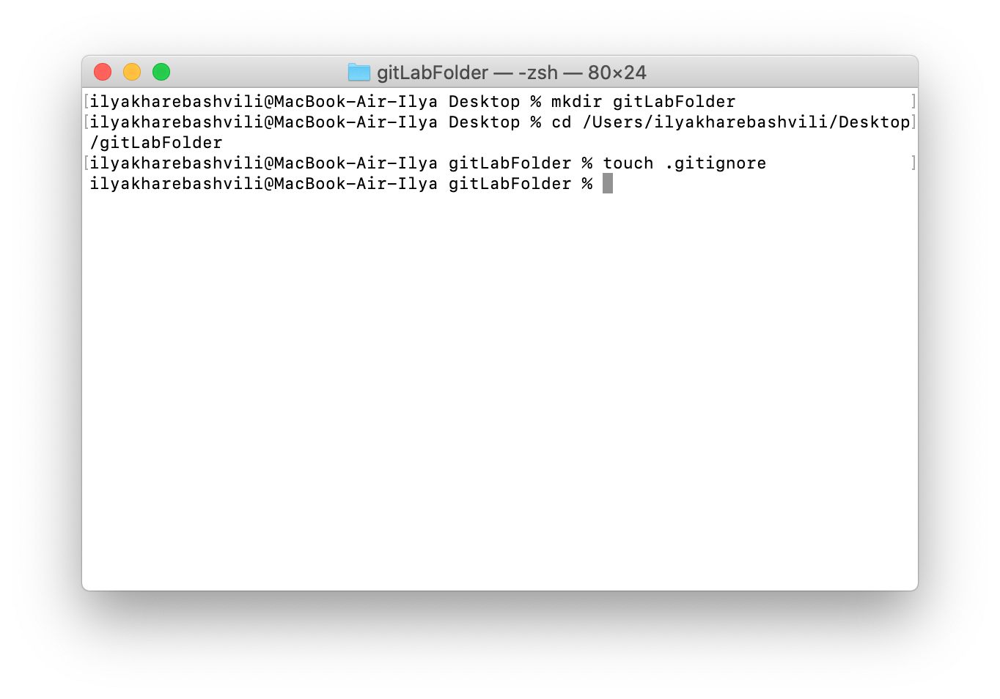 gitLabFolder — -zsh — 80×24
[ilyakharebashvili@MacBook-Air-Ilya Desktop % mkdir gitLabFolder ]
[ilyakharebashvili@MacBook-Air-Ilya Desktop % cd /Users/ilyakharebashvili/Desktop]
/gitLabFolder
[ilyakharebashvili@MacBook-Air-Ilya gitLabFolder % touch .gitignore ]
ilyakharebashvili@MacBook-Air-Ilya gitLabFolder %